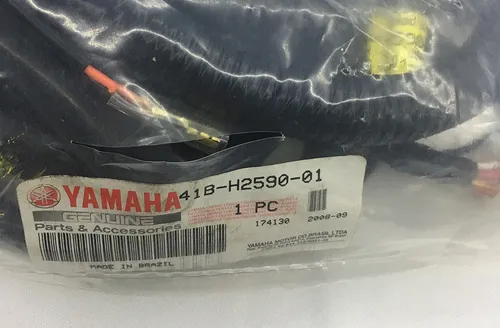 YAMAHA 41B-H2590-01
GENUINE 1 PC
Parts & Accessories 174130 2008-09
YAMAHA MOTOR DO BRASIL LTDA
MADE IN BRAZIL